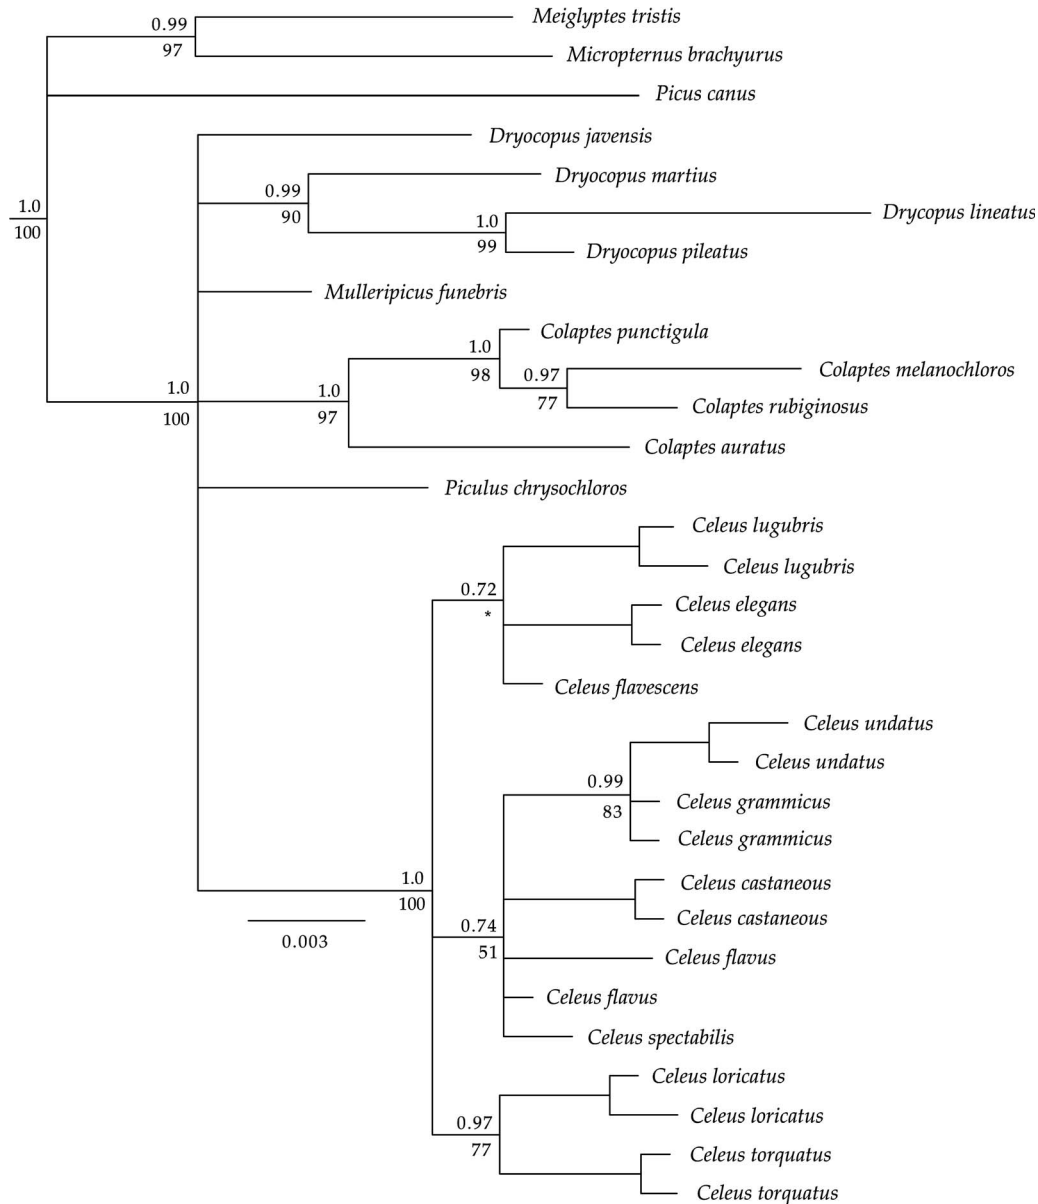 Meiglyptes tristis
0.99
97
Micropternus brachyurus
Picus canus
Dryocopus javensis
Dryocopus martius
0.99
90
1.0
100
Drycopus lineatus
1.0
99
Dryocopus pileatus
Mulleripicus funebris
Colaptes punctigula
1.0
98
Colaptes melanochloros
0.97
77
Colaptes rubiginosus
1.0
100
1.0
97
Colaptes auratus
Piculus chrysochloros
Celeus lugubris
Celeus lugubris
0.72
*
Celeus elegans
Celeus elegans
Celeus flavescens
Celeus undatus
Celeus undatus
0.99
83
Celeus grammicus
Celeus grammicus
1.0
100
Celeus castaneous
Celeus castaneous
0.003
0.74
51
Celeus flavus
Celeus flavus
Celeus spectabilis
Celeus loricatus
Celeus loricatus
0.97
77
Celeus torquatus
Celeus torquatus